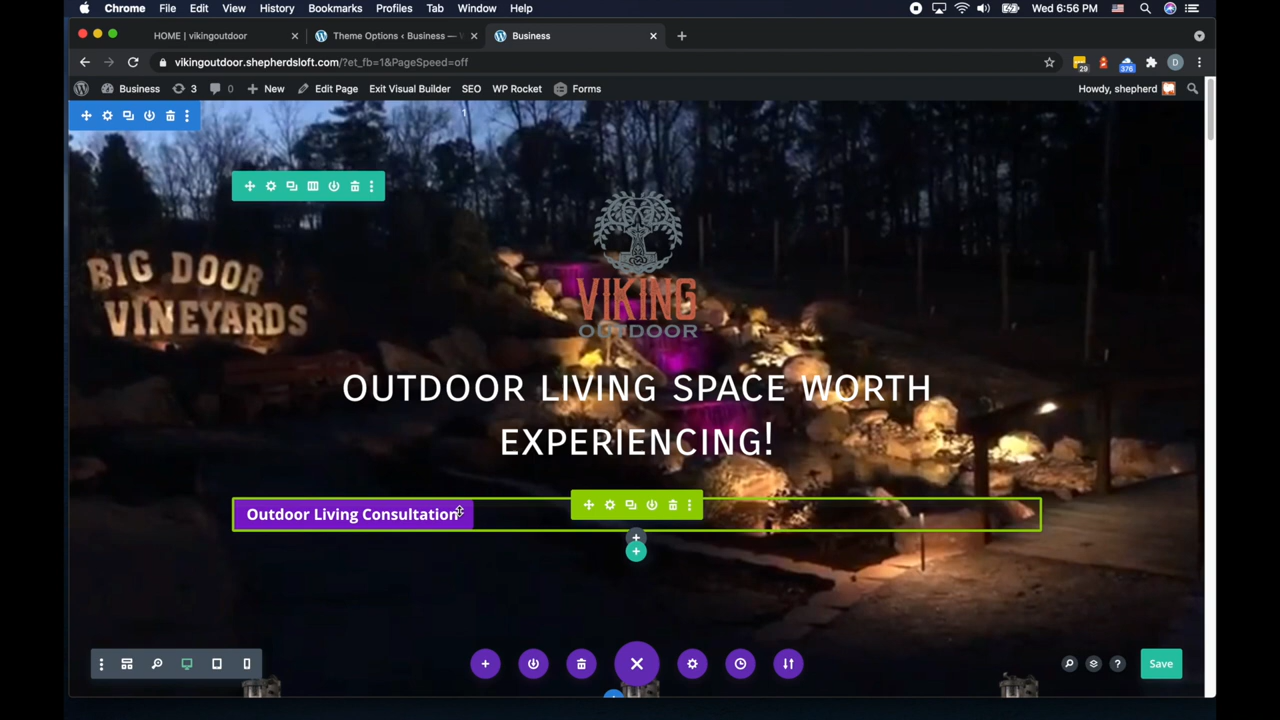 Chrome File Edit View History Bookmarks Profiles Tab Window Help Wed 6:56 PM
HOME | vikingoutdoor Theme Options ‹ Business — Business
vikingoutdoor.shepherdsloft.com/?et_fb=1&PageSpeed=off 29 376 D
Business 3 0 New Edit Page Exit Visual Builder SEO WP Rocket Forms Howdy, shepherd
BIG DOOR
VINEYARDS
VIKING
OUTDOOR
OUTDOOR LIVING SPACE WORTH
EXPERIENCING!
Outdoor Living Consultation
? Save